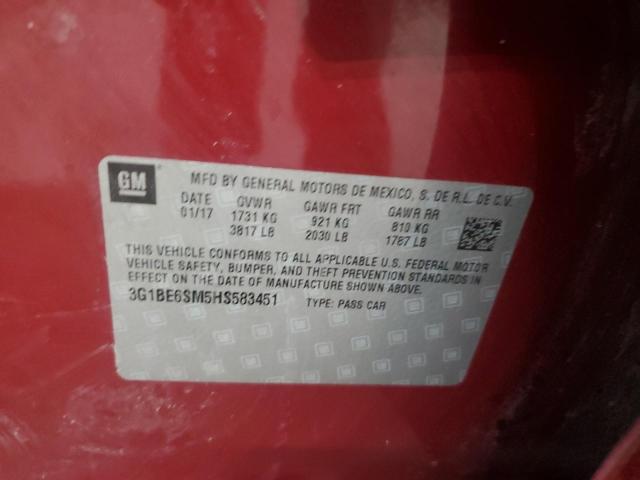 GM
MFD BY GENERAL MOTORS DE MEXICO, S. DE R.L. DE C.V.
DATE GVWR GAWR FRT GAWR RR
01/17 1731 KG 921 KG 810 KG
3817 LB 2030 LB 1787 LB
THIS VEHICLE CONFORMS TO ALL APPLICABLE U.S. FEDERAL MOTOR
VEHICLE SAFETY, BUMPER, AND THEFT PREVENTION STANDARDS IN
EFFECT ON THE DATE OF MANUFACTURE SHOWN ABOVE.
3G1BE6SM5HS583451 TYPE: PASS CAR